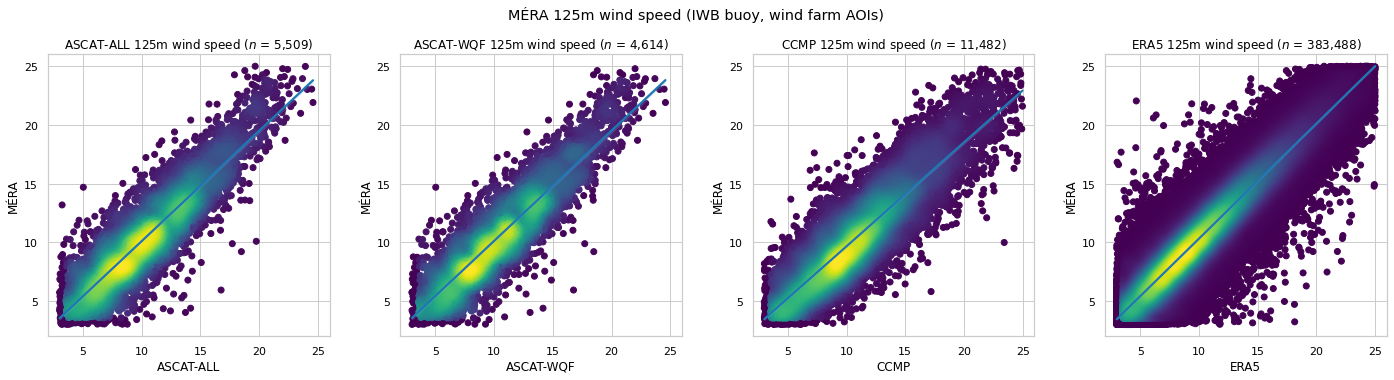 MÉRA 125m wind speed (IWB buoy, wind farm AOIs)
ASCAT-ALL 125m wind speed (n = 5,509)
25
20
15
10
5
MÉRA
5 10 15 20 25
ASCAT-ALL
ASCAT-WQF 125m wind speed (n = 4,614)
25
20
15
10
5
MÉRA
5 10 15 20 25
ASCAT-WQF
CCMP 125m wind speed (n = 11,482)
25
20
15
10
5
MÉRA
5 10 15 20 25
CCMP
ERA5 125m wind speed (n = 383,488)
25
20
15
10
5
MÉRA
5 10 15 20 25
ERA5